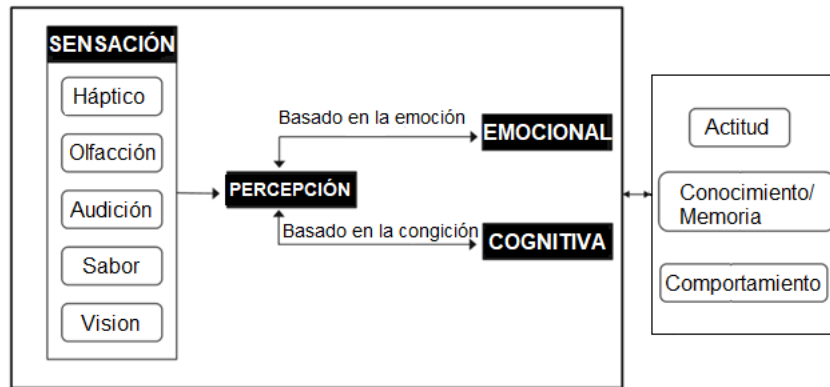 SENSACIÓN
Háptico
Olfacción
Audición
Sabor
Vision
PERCEPCIÓN
Basado en la emoción
EMOCIONAL
Basado en la congición
COGNITIVA
Actitud
Conocimiento/
Memoria
Comportamiento